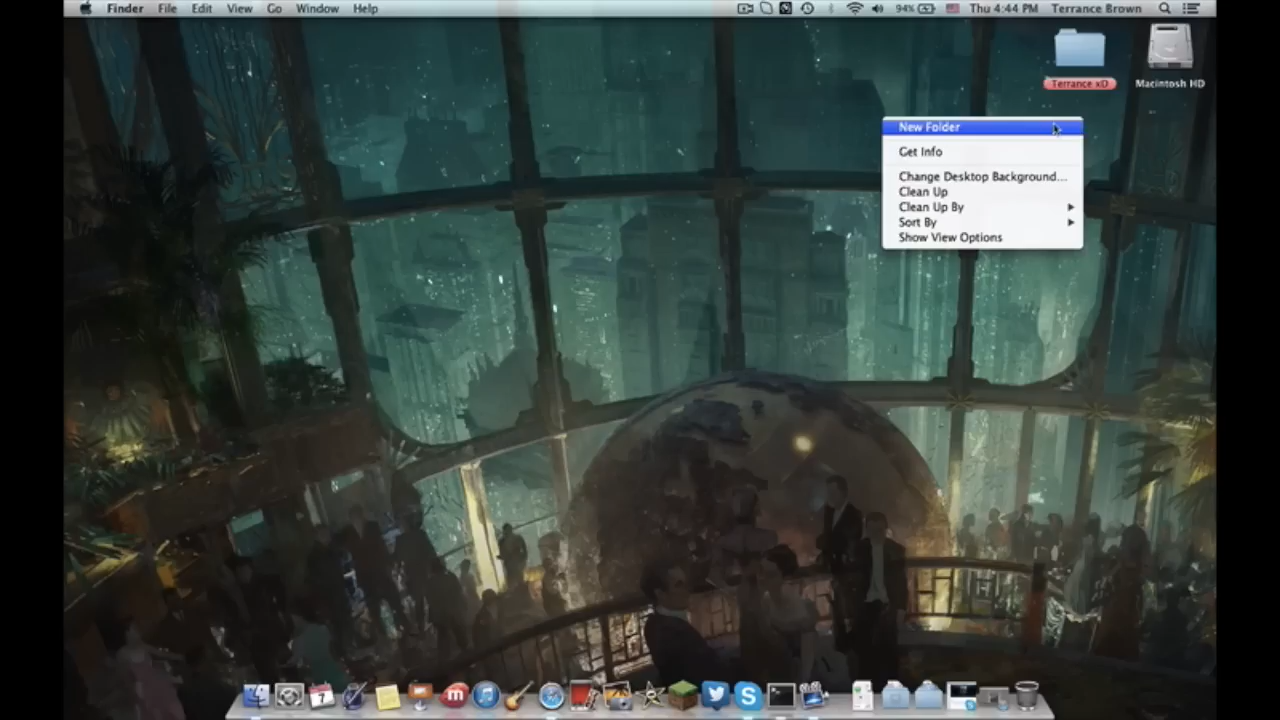 Finder File Edit View Go Window Help 94% Thu 4:44 PM Terrance Brown
Terrance xD
Macintosh HD
New Folder
Get Info
Change Desktop Background...
Clean Up
Clean Up By
Sort By
Show View Options
7
m
S